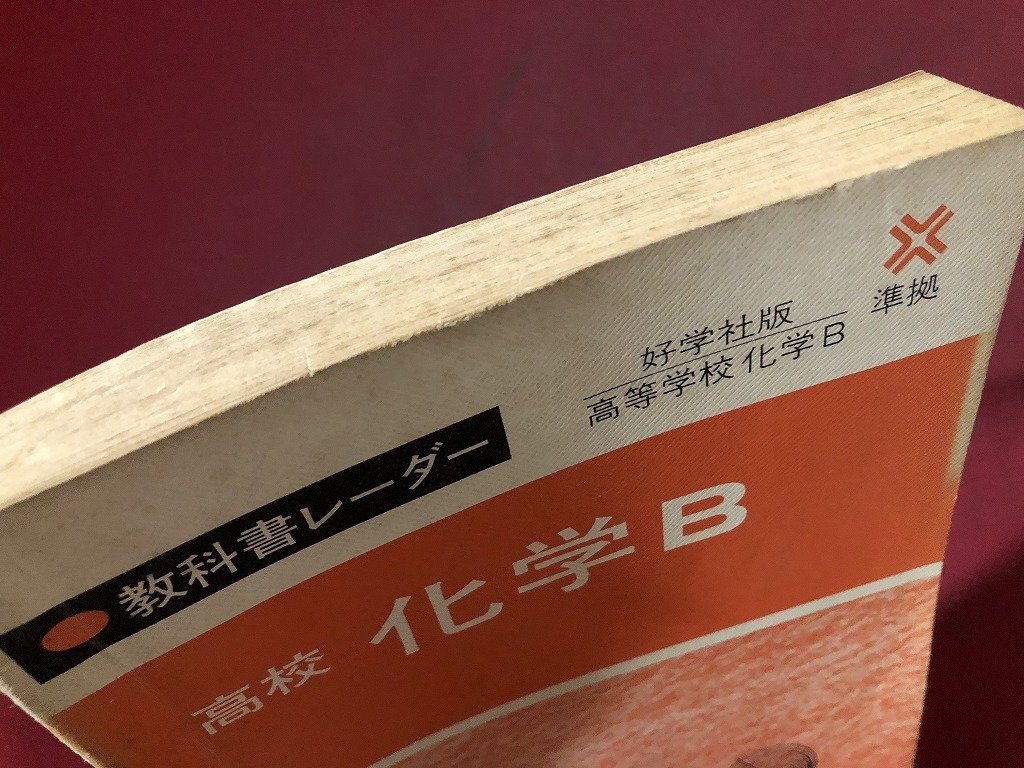 好学社版
高等学校化学B
準拠
教科書レーダー
高校 化学B